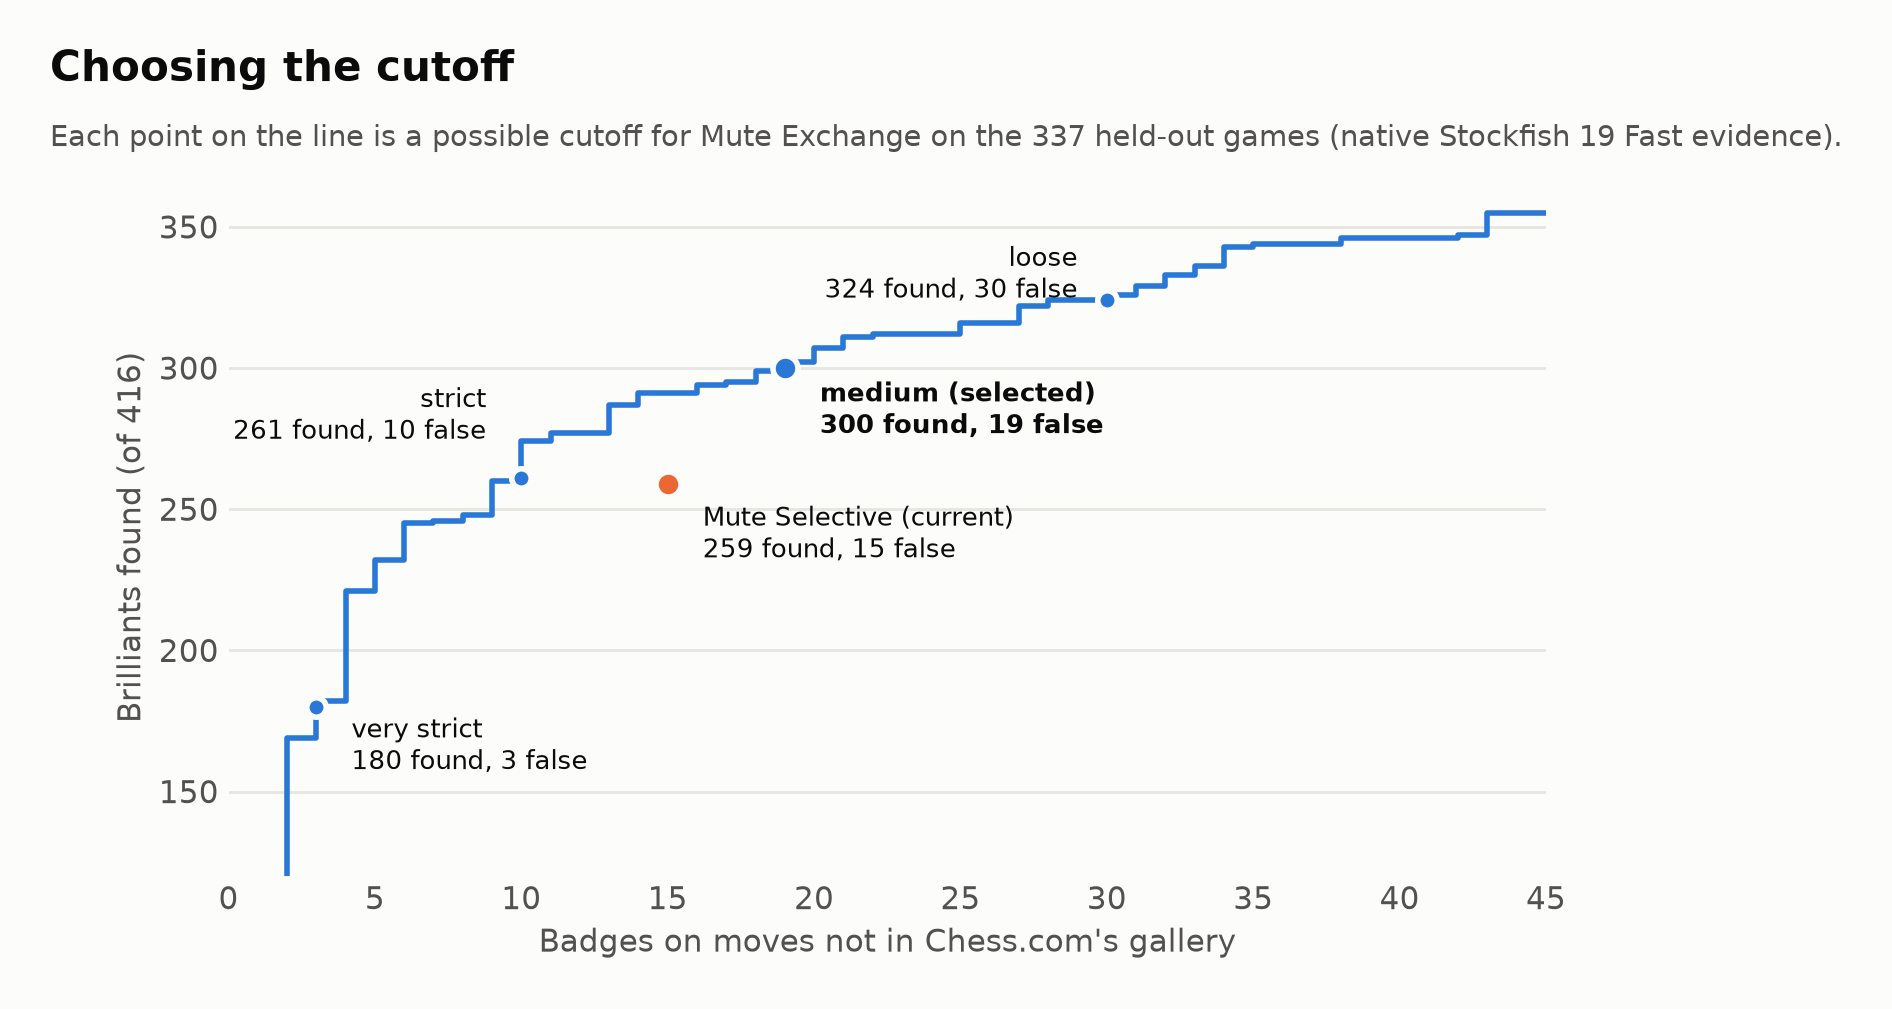 Choosing the cutoff
Each point on the line is a possible cutoff for Mute Exchange on the 337 held-out games (native Stockfish 19 Fast evidence).
Brilliants found (of 416)
350
300
250
200
150
loose
324 found, 30 false
strict
261 found, 10 false
medium (selected)
300 found, 19 false
Mute Selective (current)
259 found, 15 false
very strict
180 found, 3 false
0 5 10 15 20 25 30 35 40 45
Badges on moves not in Chess.com's gallery